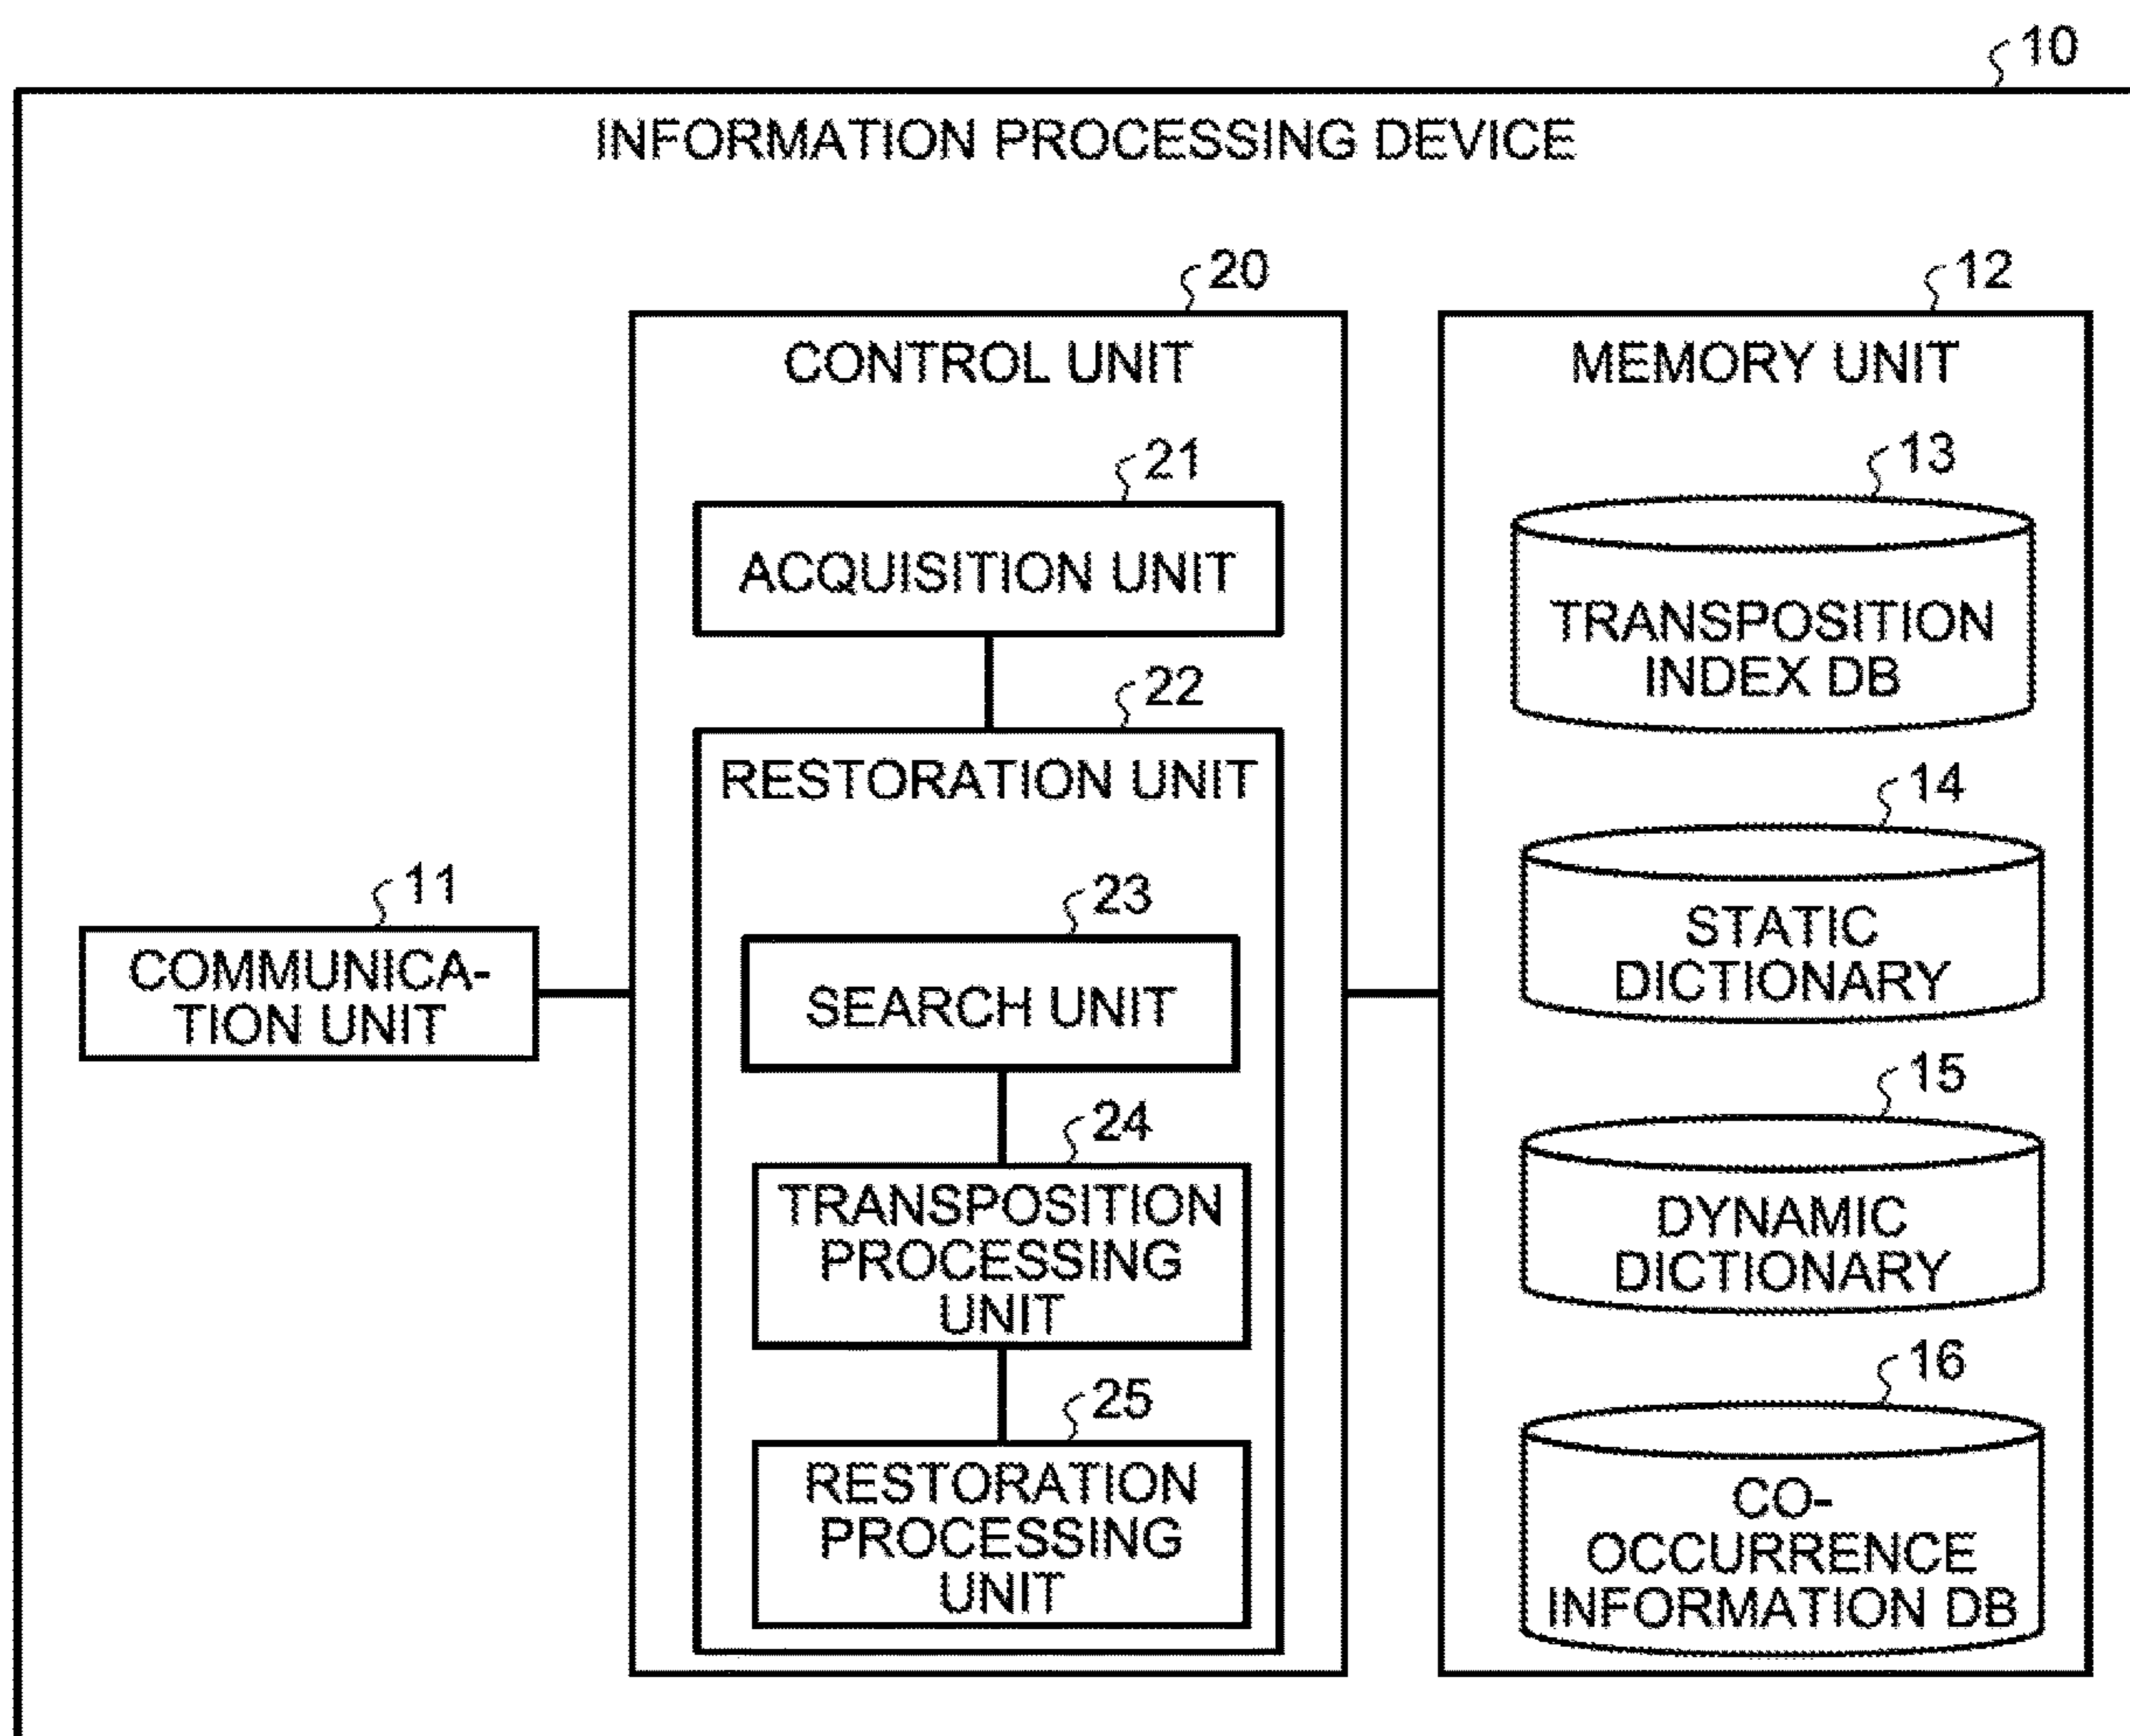 10
INFORMATION PROCESSING DEVICE
11
COMMUNICA-
TION UNIT
20
CONTROL UNIT
21
ACQUISITION UNIT
22
RESTORATION UNIT
23
SEARCH UNIT
24
TRANSPOSITION
PROCESSING
UNIT
25
RESTORATION
PROCESSING
UNIT
12
MEMORY UNIT
13
TRANSPOSITION
INDEX DB
14
STATIC
DICTIONARY
15
DYNAMIC
DICTIONARY
16
CO-
OCCURRENCE
INFORMATION DB